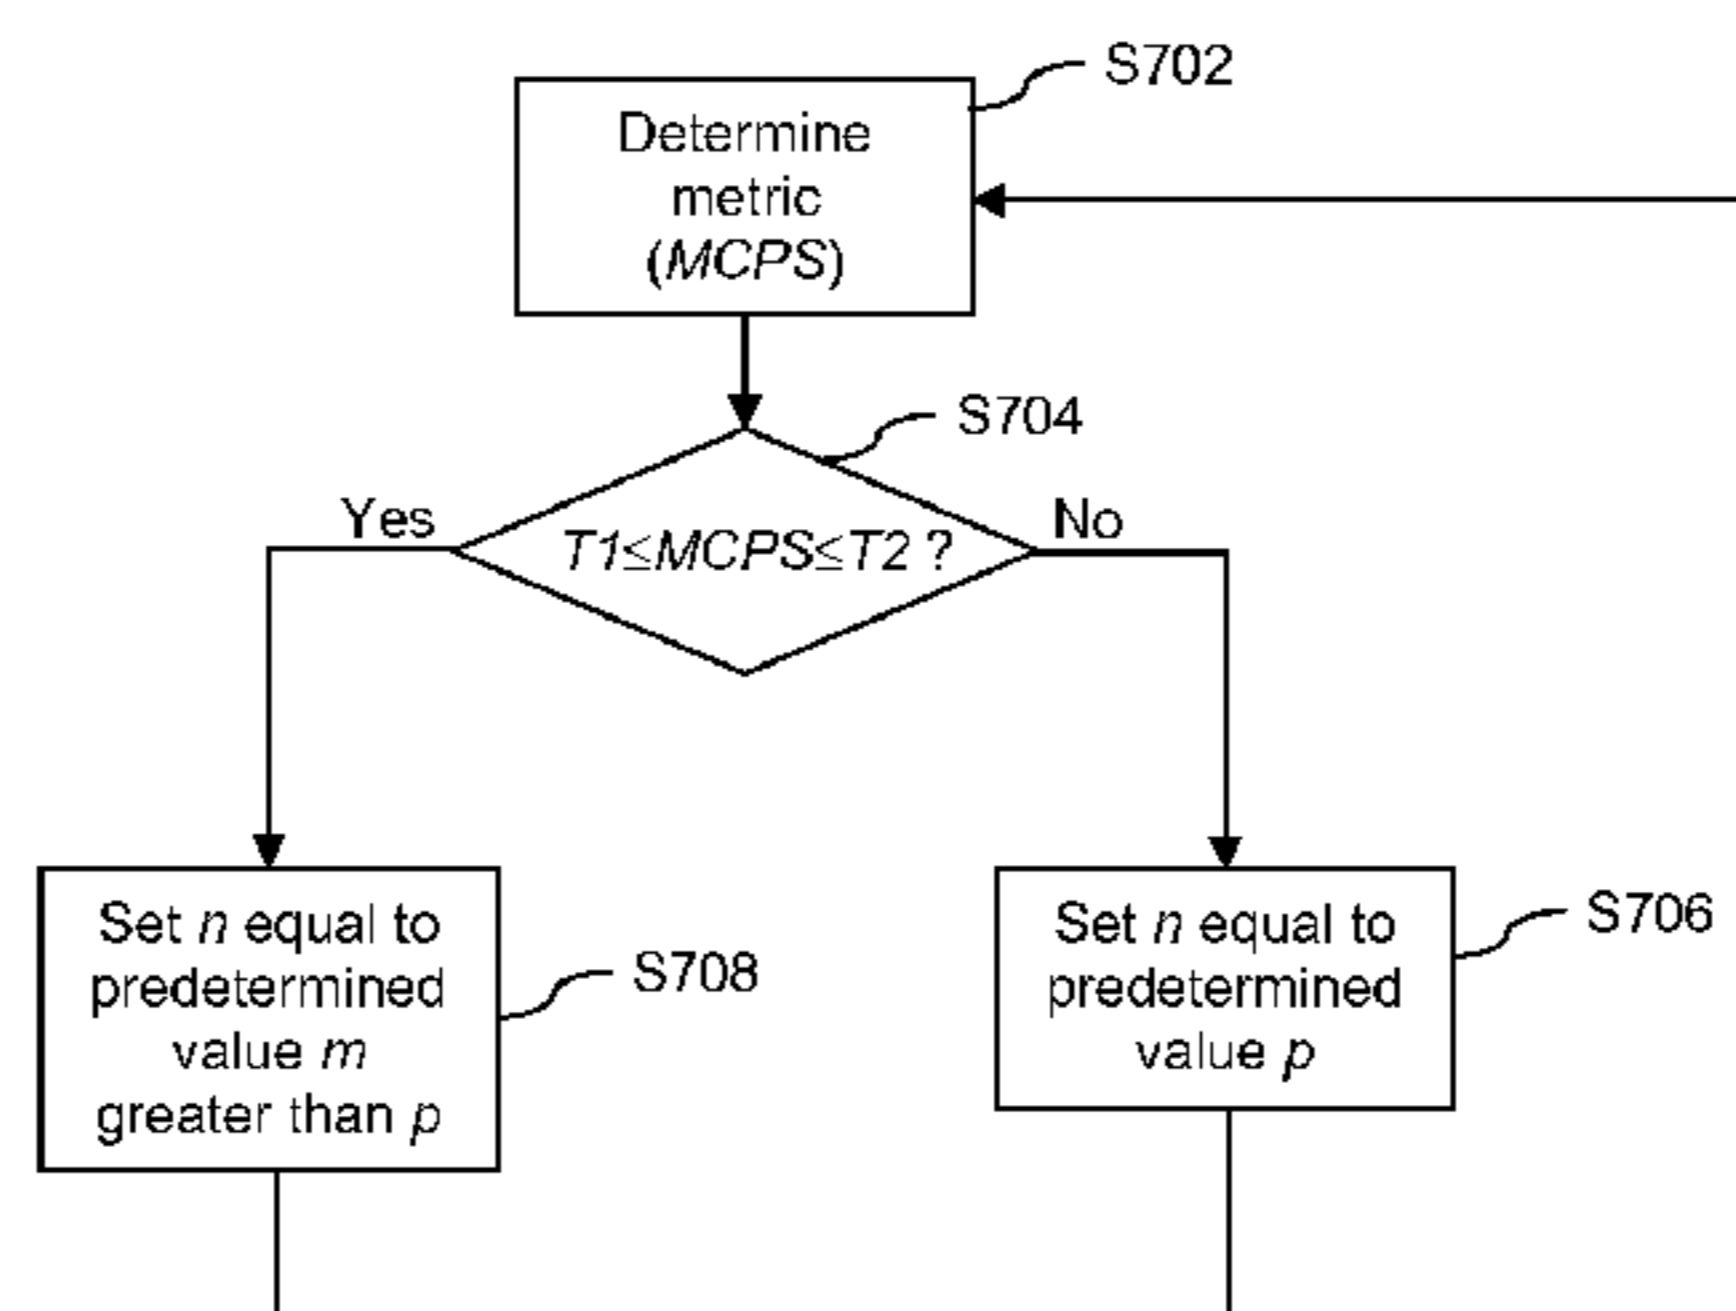 S702
Determine
metric
(MCPS)
S704
Yes
T1≤MCPS≤T2 ?
No
Set n equal to
predetermined
value m
greater than p
S708
Set n equal to
predetermined
value p
S706